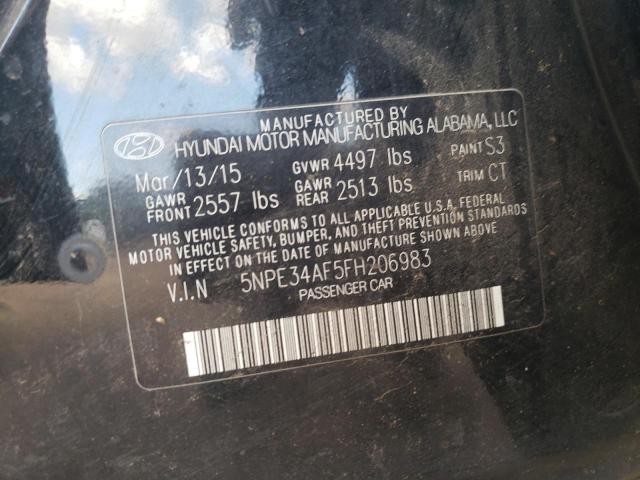 MANUFACTURED BY
HYUNDAI MOTOR MANUFACTURING ALABAMA, LLC
Mar/13/15 GVWR 4497 lbs PAINT S3
GAWR FRONT 2557 lbs GAWR REAR 2513 lbs TRIM CT
THIS VEHICLE CONFORMS TO ALL APPLICABLE U.S.A. FEDERAL
MOTOR VEHICLE SAFETY, BUMPER, AND THEFT PREVENTION STANDARDS
IN EFFECT ON THE DATE OF MANUFACTURE SHOWN ABOVE
V.I.N 5NPE34AF5FH206983
PASSENGER CAR